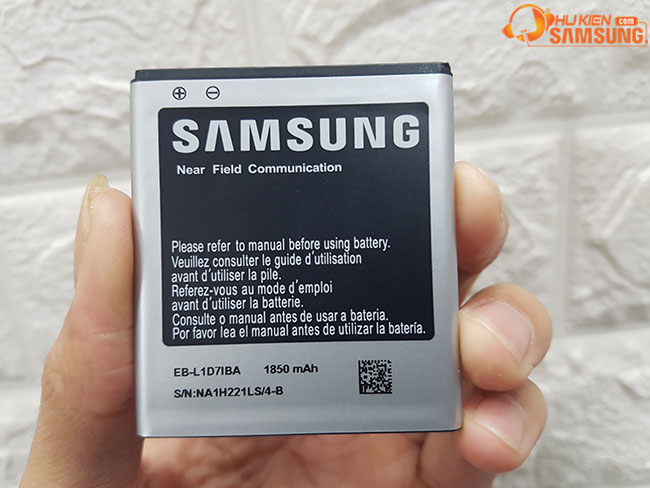 PHU KIEN .COM
SAMSUNG
SAMSUNG
Near Field Communication
Please refer to manual before using battery.
Veuillez consulter le guide d'utilisation
avant d'utiliser la pile.
Referez-vous au mode d'emploi
avant d'utiliser la batterie.
Consulte o manual antes de usar a bateria.
Por favor lea el manual antes de utilizar la batería.
EB-L1D7IBA 1850 mAh
S/N:NA1H221LS/4-B